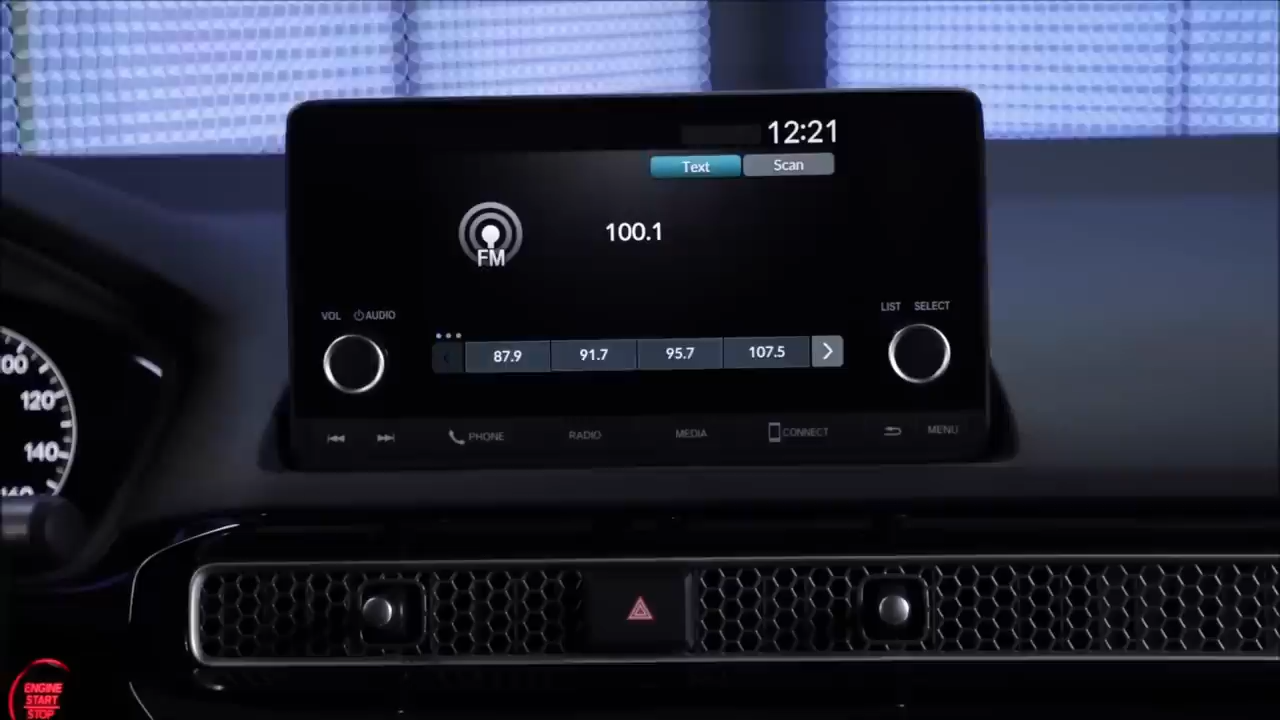 12:21
Text Scan
FM 100.1
VOL AUDIO
LIST SELECT
87.9 91.7 95.7 107.5
PHONE RADIO MEDIA CONNECT MENU
120
140
ENGINE
START
STOP